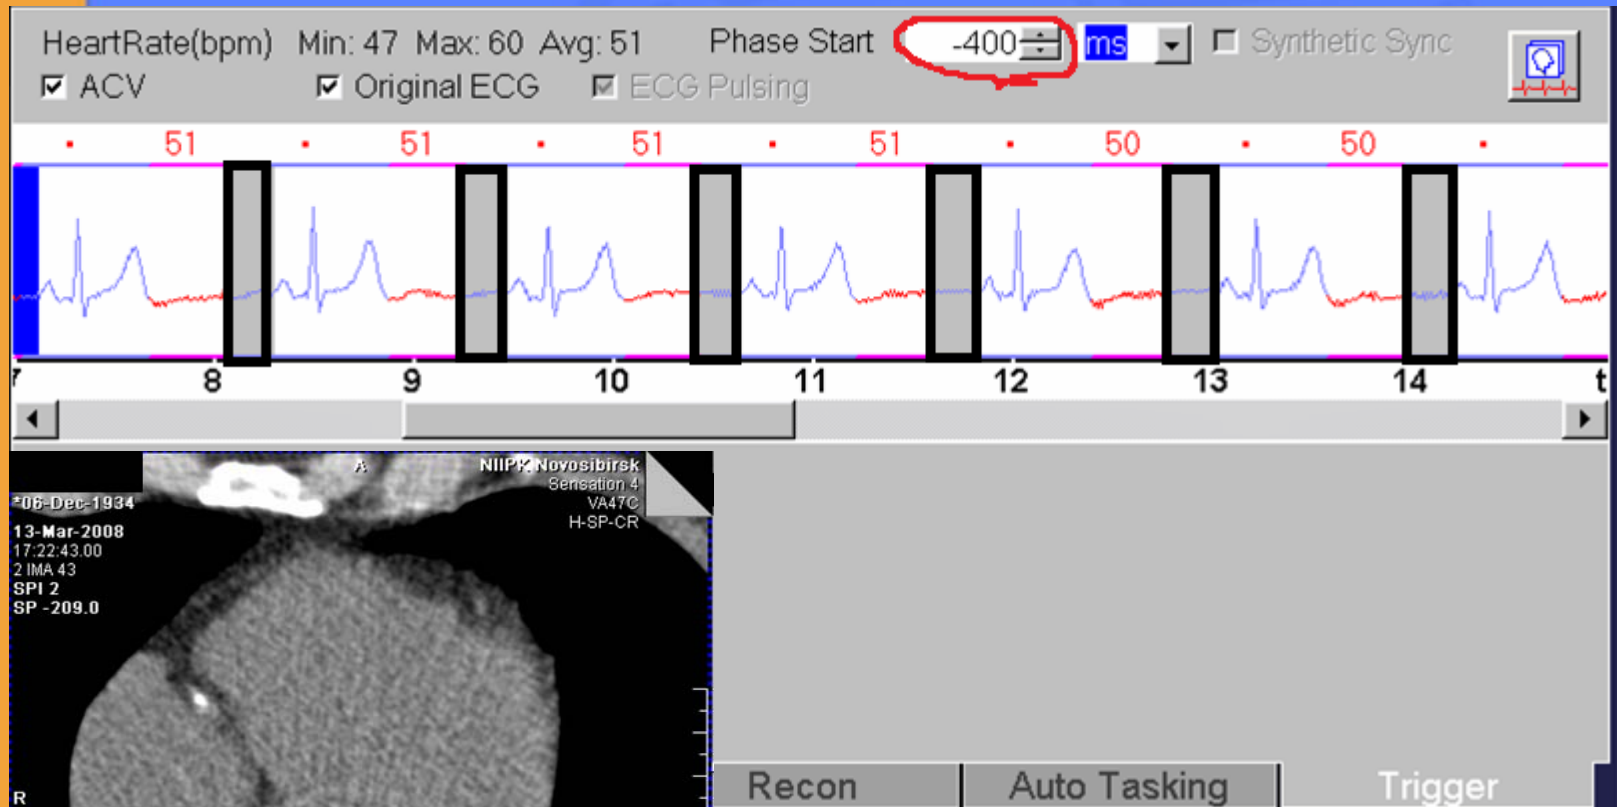 HeartRate(bpm) Min: 47 Max: 60 Avg: 51 Phase Start -400 ms Synthetic Sync
ACV Original ECG ECG Pulsing
51 51 51 51 50 50
7 8 9 10 11 12 13 14 t
A
NIIPK Novosibirsk
Sensation 4
VA47C
H-SP-CR
*06-Dec-1934
13-Mar-2008
17:22:43.00
2 IMA 43
SPI 2
SP -209.0
R
Recon Auto Tasking Trigger